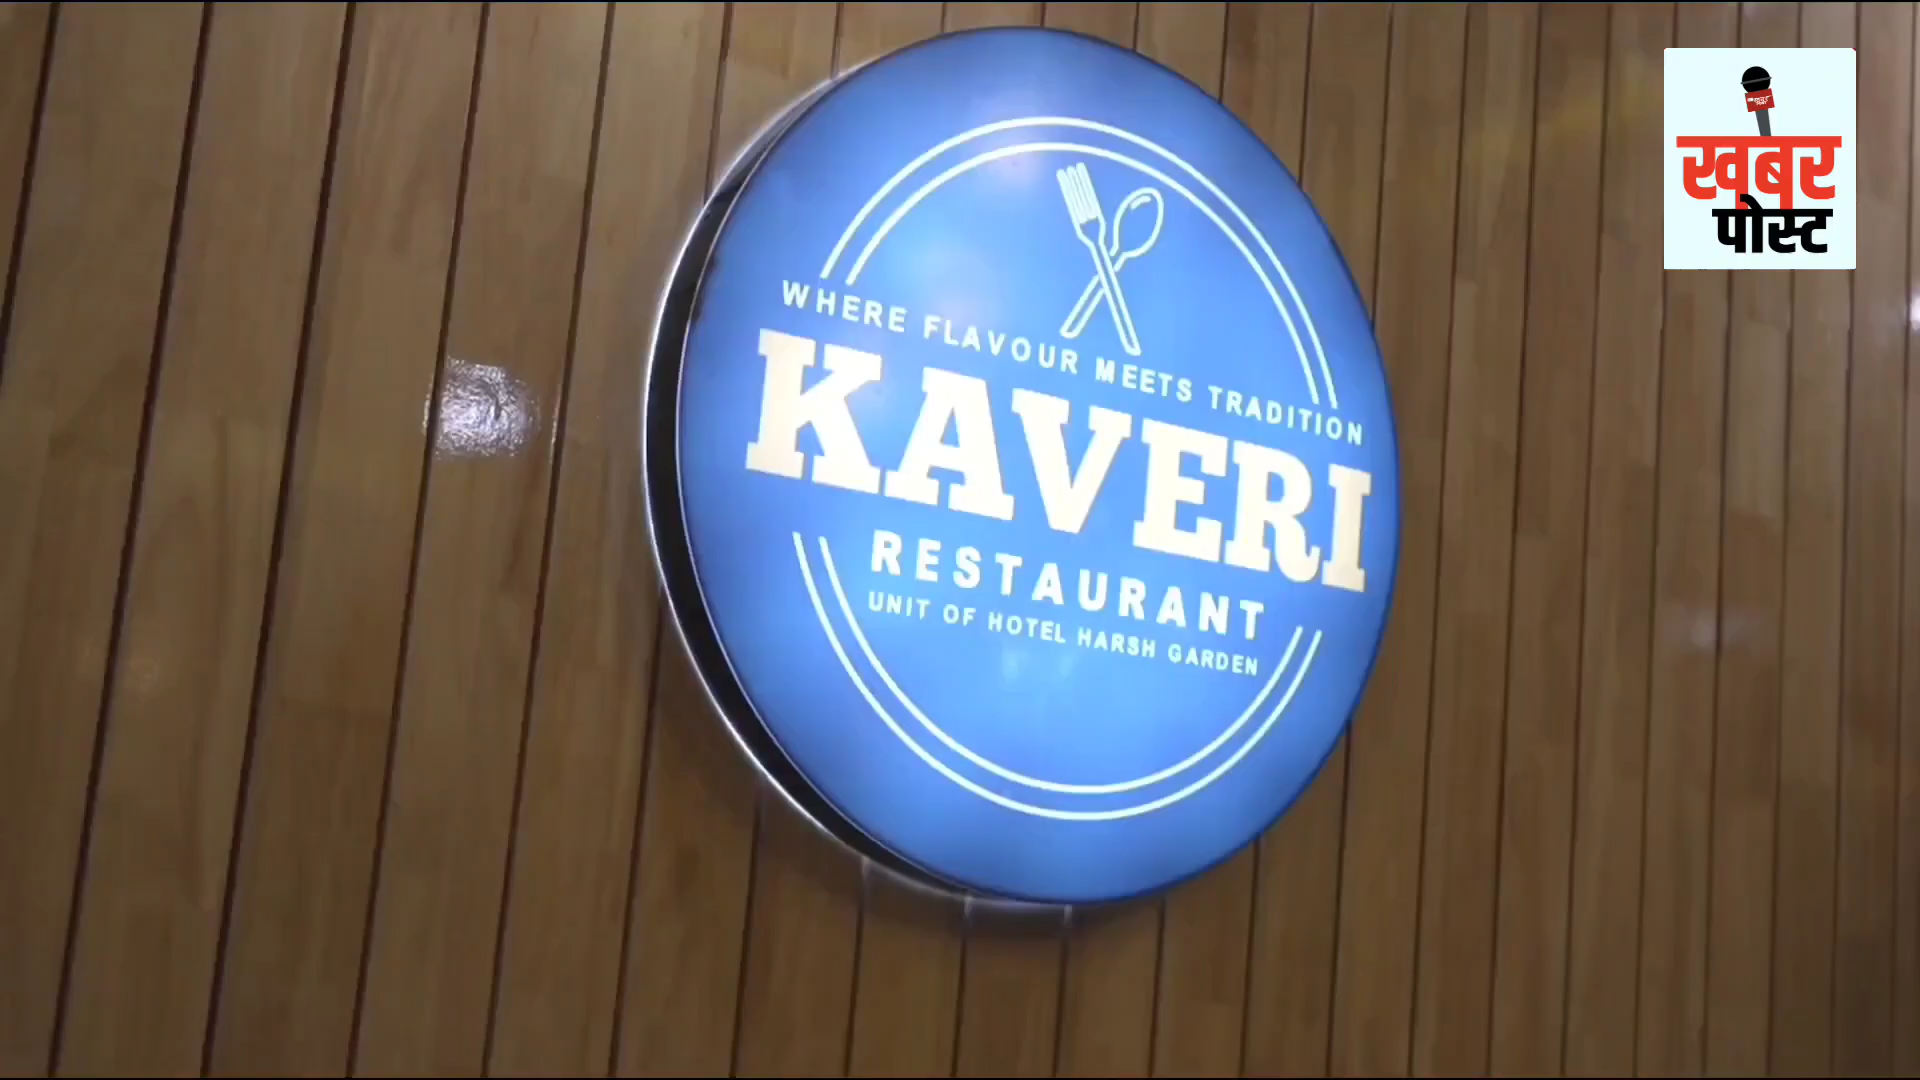 WHERE FLAVOUR MEETS TRADITION
KAVERI
RESTAURANT
UNIT OF HOTEL HARSH GARDEN
खबर
पोस्ट